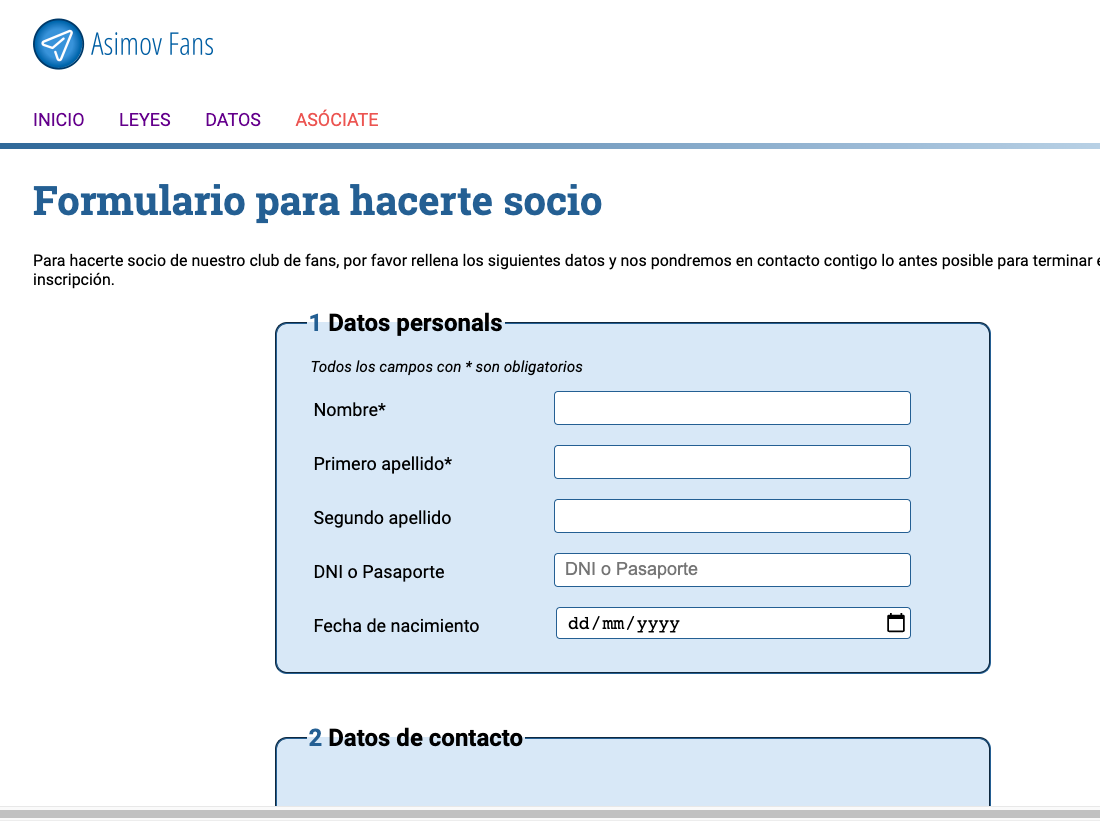 Asimov Fans
INICIO LEYES DATOS ASÓCIATE
Formulario para hacerte socio
Para hacerte socio de nuestro club de fans, por favor rellena los siguientes datos y nos pondremos en contacto contigo lo antes posible para terminar
inscripción.
1 Datos personals
Todos los campos con * son obligatorios
Nombre*
Primero apellido*
Segundo apellido
DNI o Pasaporte DNI o Pasaporte
Fecha de nacimiento dd/mm/yyyy
2 Datos de contacto